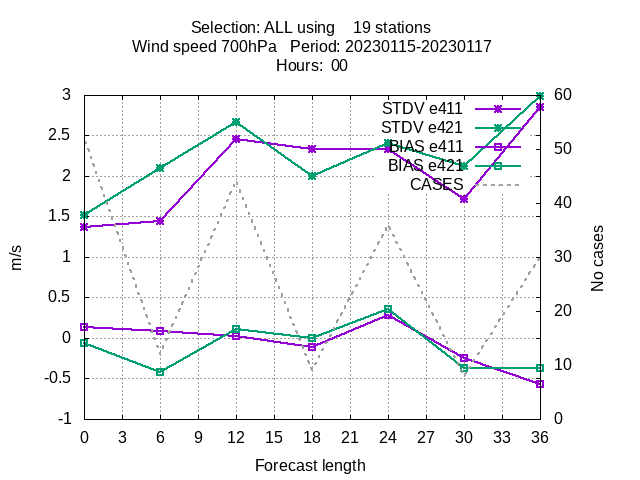 Selection: ALL using    19 stations
Wind speed 700hPa   Period: 20230115-20230117
Hours:  00
STDV e411
STDV e421
BIAS e411
BIAS e421
CASES
3
2.5
2
1.5
1
0.5
0
-0.5
-1
60
50
40
30
20
10
0
m/s
No cases
0 3 6 9 12 15 18 21 24 27 30 33 36
Forecast length